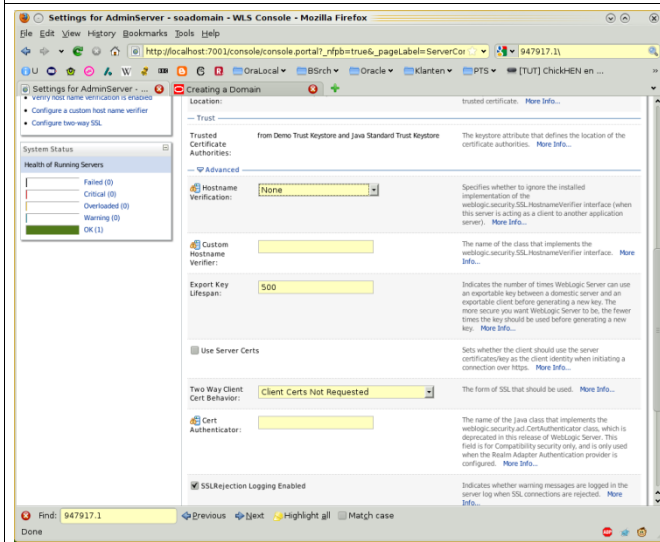 Settings for AdminServer - soadomain - WLS Console - Mozilla Firefox
File Edit View History Bookmarks Tools Help
http://localhost:7001/console/console.portal?_nfpb=true&_pageLabel=ServerCor
947917.1\
U
OraLocal
BSrch
Oracle
Klanten
PTS
[TUT] ChickHEN en ...
»
Settings for AdminServer - ...
Creating a Domain
Verify host name verification is enabled
Configure a custom host name verifier
Configure two-way SSL
System Status
Health of Running Servers
Failed (0)
Critical (0)
Overloaded (0)
Warning (0)
OK (1)
Location:
trusted certificate. More Info...
Trust
Trusted
Certificate
Authorities:
from Demo Trust Keystore and Java Standard Trust Keystore
The keystore attribute that defines the location of the
certificate authorities. More Info...
Advanced
Hostname
Verification:
None
Specifies whether to ignore the installed
implementation of the
weblogic.security.SSL.HostnameVerifier interface (when
this server is acting as a client to another application
server). More Info...
Custom
Hostname
Verifier:
The name of the class that implements the
weblogic.security.SSL.HostnameVerifier interface. More
Info...
Export Key
Lifespan:
500
Indicates the number of times WebLogic Server can use
an exportable key between a domestic server and an
exportable client before generating a new key. The
more secure you want WebLogic Server to be, the fewer
times the key should be used before generating a new
key. More Info...
Use Server Certs
Sets whether the client should use the server
certificates/key as the client identity when initiating a
connection over https. More Info...
Two Way Client
Cert Behavior:
Client Certs Not Requested
The form of SSL that should be used. More Info...
Cert
Authenticator:
The name of the Java class that implements the
weblogic.security.acl.CertAuthenticator class, which is
deprecated in this release of WebLogic Server. This
field is for Compatibility security only, and is only used
when the Realm Adapter Authentication provider is
configured. More Info...
SSLRejection Logging Enabled
Indicates whether warning messages are logged in the
server log when SSL connections are rejected. More
Info...
Find: 947917.1
Previous Next Highlight all Match case
Done